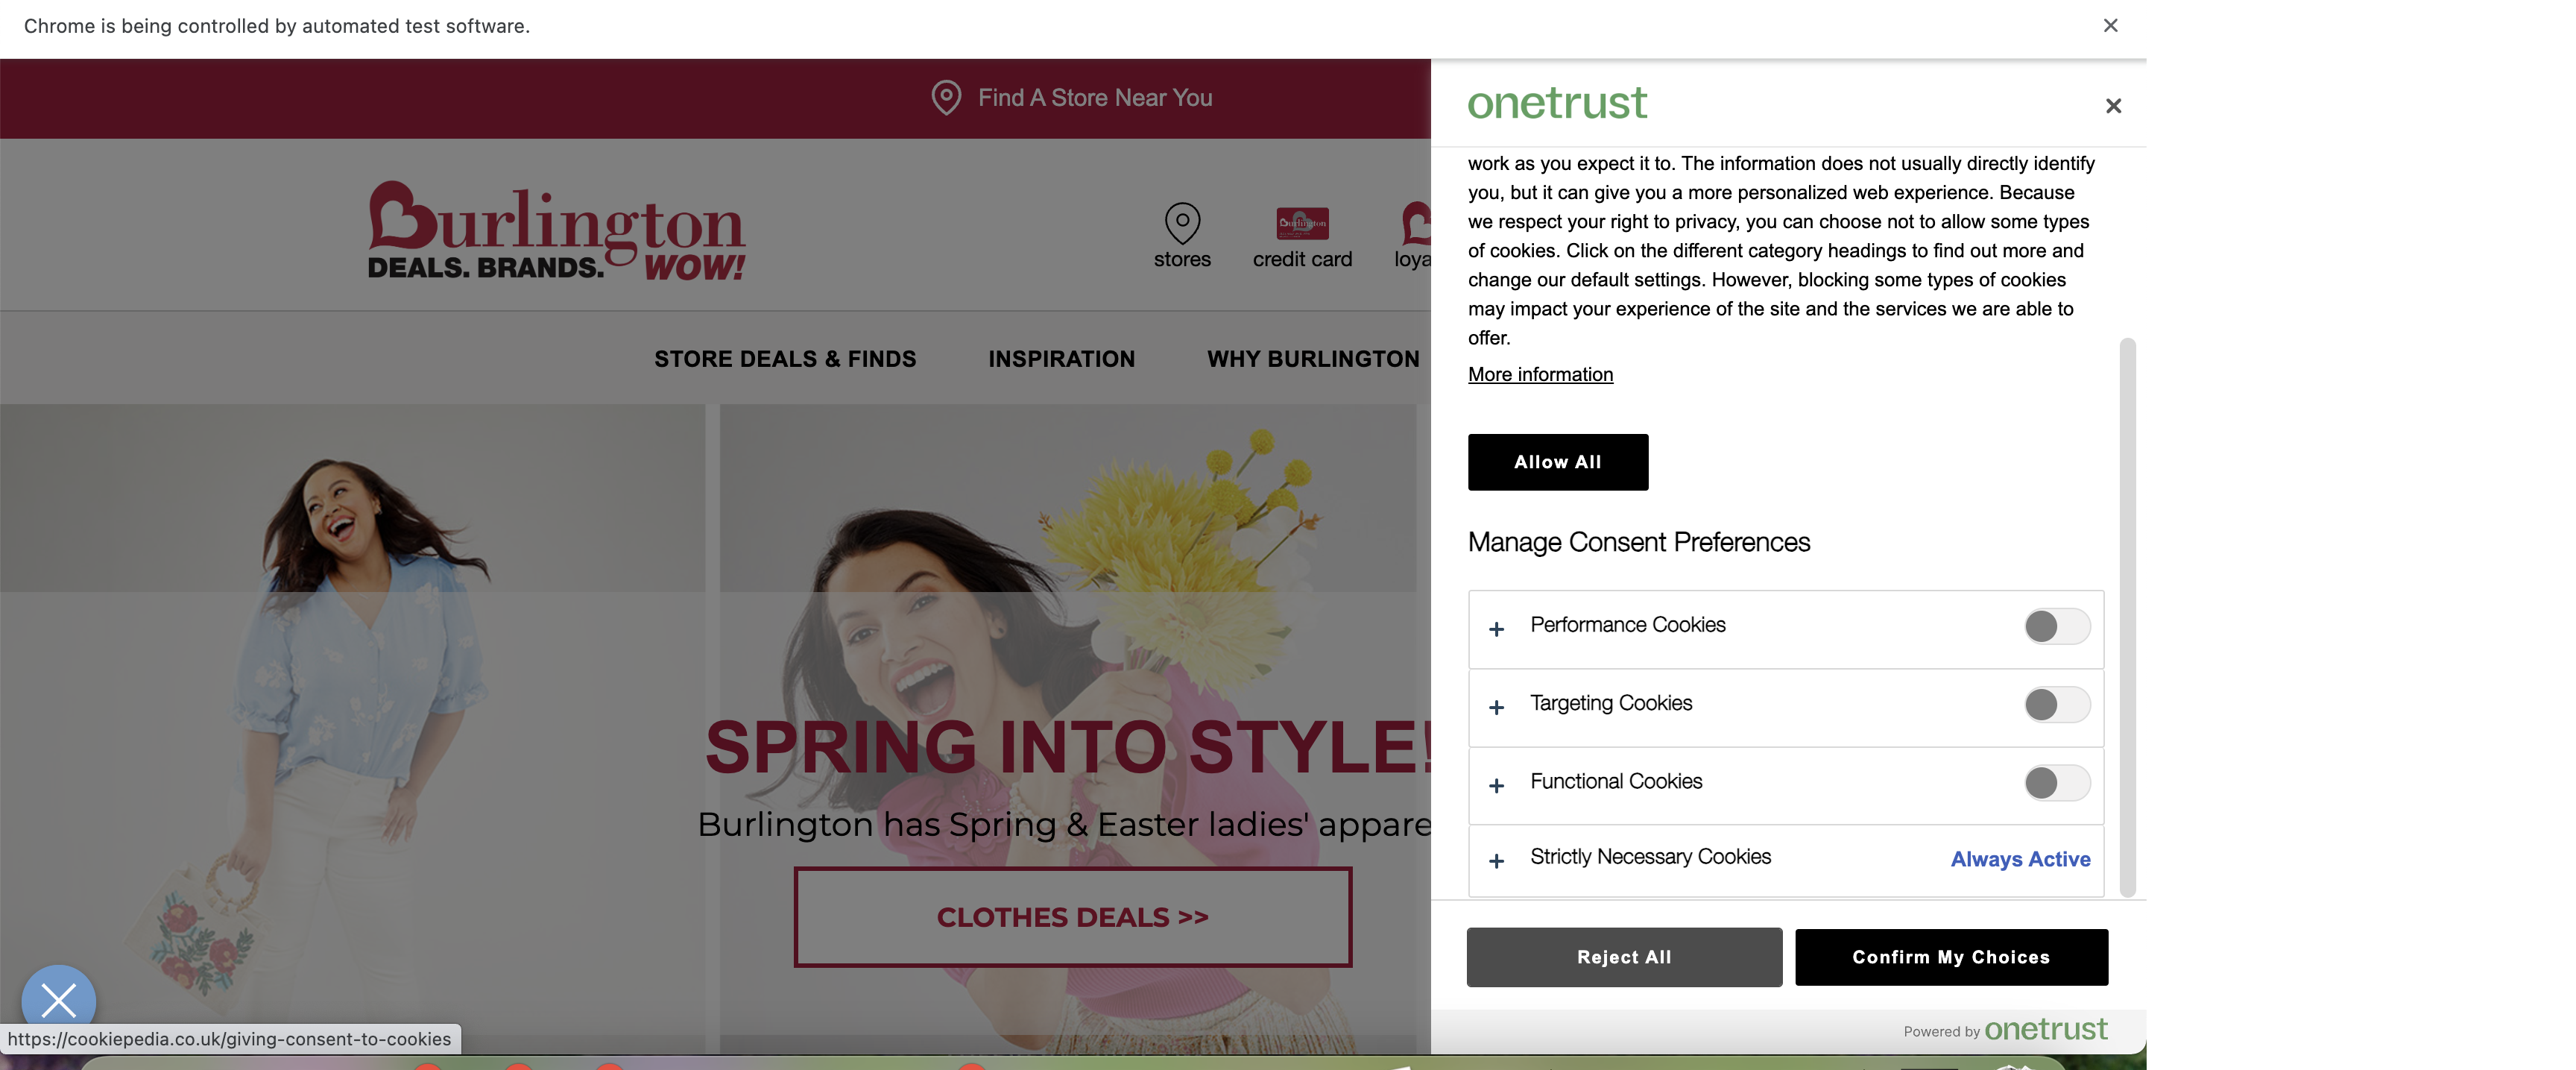 Chrome is being controlled by automated test software.
Find A Store Near You
Burlington
DEALS. BRANDS. WOW!
stores
credit card
loya
STORE DEALS & FINDS
INSPIRATION
WHY BURLINGTON
SPRING INTO STYLE!
Burlington has Spring & Easter ladies' appare
CLOTHES DEALS >>
https://cookiepedia.co.uk/giving-consent-to-cookies
onetrust
work as you expect it to. The information does not usually directly identify
you, but it can give you a more personalized web experience. Because
we respect your right to privacy, you can choose not to allow some types
of cookies. Click on the different category headings to find out more and
change our default settings. However, blocking some types of cookies
may impact your experience of the site and the services we are able to
offer.
More information
Allow All
Manage Consent Preferences
Performance Cookies
Targeting Cookies
Functional Cookies
Strictly Necessary Cookies
Always Active
Reject All
Confirm My Choices
Powered by onetrust